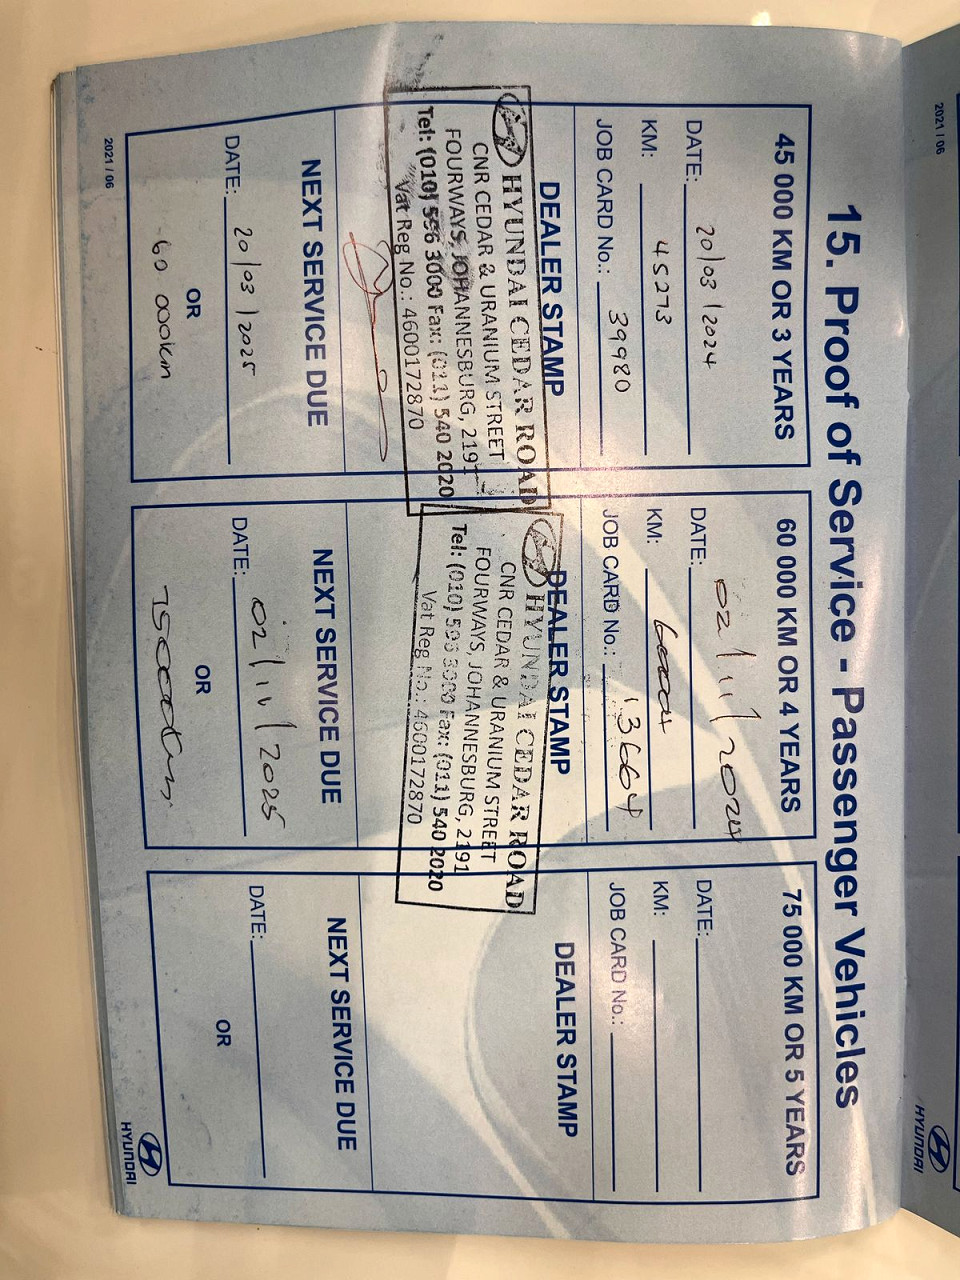 15. Proof of Service - Passenger Vehicles
45 000 KM OR 3 YEARS
DATE: 20/03/2024
KM: 45273
JOB CARD No.: 39980
DEALER STAMP
HYUNDAI CEDAR ROAD
CNR CEDAR & URANIUM STREET
FOURWAYS, JOHANNESBURG, 2191
Tel: (010) 596 3000 Fax: (011) 540 2020
Vat Reg No.: 4600172870
NEXT SERVICE DUE
DATE: 20/03/2025
OR
60 000km
2021 / 06
60 000 KM OR 4 YEARS
DATE: 02/11/2024
KM: 60004
JOB CARD No.: 13664
DEALER STAMP
HYUNDAI CEDAR ROAD
CNR CEDAR & URANIUM STREET
FOURWAYS, JOHANNESBURG, 2191
Tel: (010) 596 3000 Fax: (011) 540 2020
Vat Reg No.: 4600172870
NEXT SERVICE DUE
DATE: 02/11/2025
OR
75000km
75 000 KM OR 5 YEARS
DATE:
KM:
JOB CARD No.:
DEALER STAMP
NEXT SERVICE DUE
DATE:
OR
HYUNDAI
2021 / 06
HYUNDAI